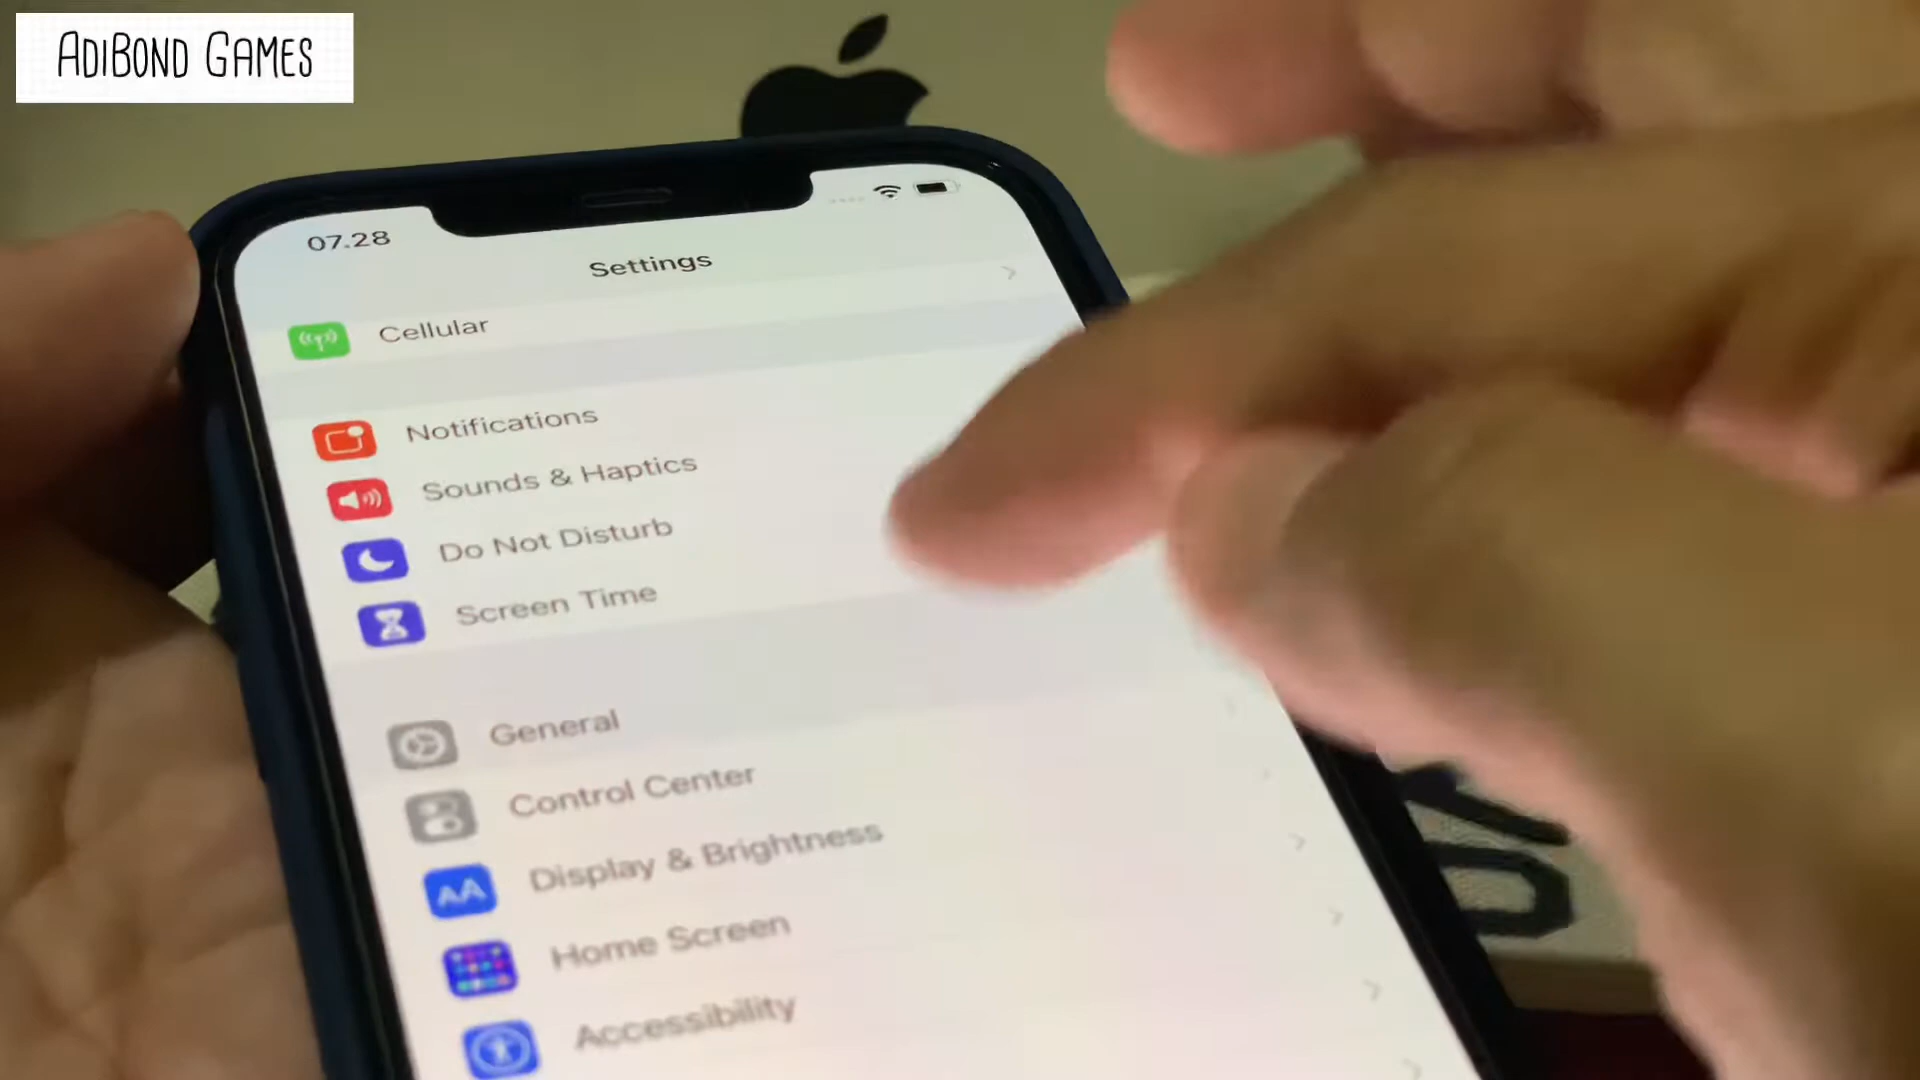 ADIBOND GAMES
07.28
Settings
Cellular
Notifications
Sounds & Haptics
Do Not Disturb
Screen Time
General
Control Center
AA
Display & Brightness
Home Screen
Accessibility